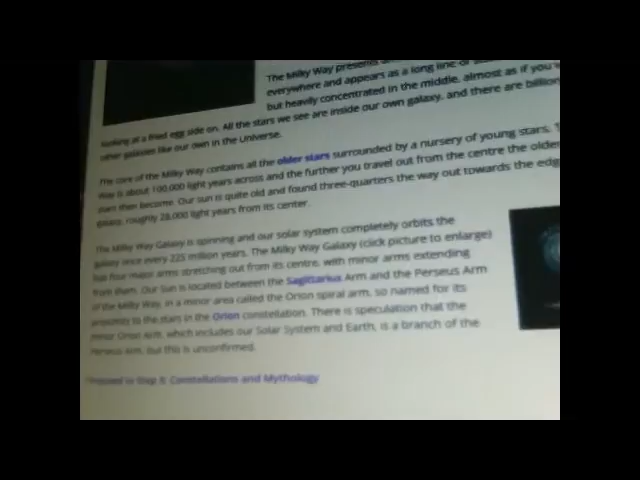 The Milky Way presents
everywhere and appears as a long line of
but heavily concentrated in the middle, almost as if you
looking at a fried egg side on. All the stars we see are inside our own galaxy, and there are billion
other galaxies like our own in the Universe.
The core of the Milky Way contains all the older stars surrounded by a nursery of young stars.
Way is about 100,000 light years across and the further you travel out from the centre the older
stars then become. Our sun is quite old and found three-quarters the way out towards the edg
galaxy, roughly 28,000 light years from its center.
The Milky Way Galaxy is spinning and our solar system completely orbits the
galaxy once every 225 million years. The Milky Way Galaxy (click picture to enlarge)
has four major arms stretching out from its centre, with minor arms extending
from them. Our Sun is located between the Sagittarius Arm and the Perseus Arm
of the Milky Way, in a minor area called the Orion spiral arm, so named for its
proximity to the stars in the Orion constellation. There is speculation that the
minor Orion Arm, which includes our Solar System and Earth, is a branch of the
Perseus Arm, but this is unconfirmed.
Proceed to Step 5: Constellations and Mythology